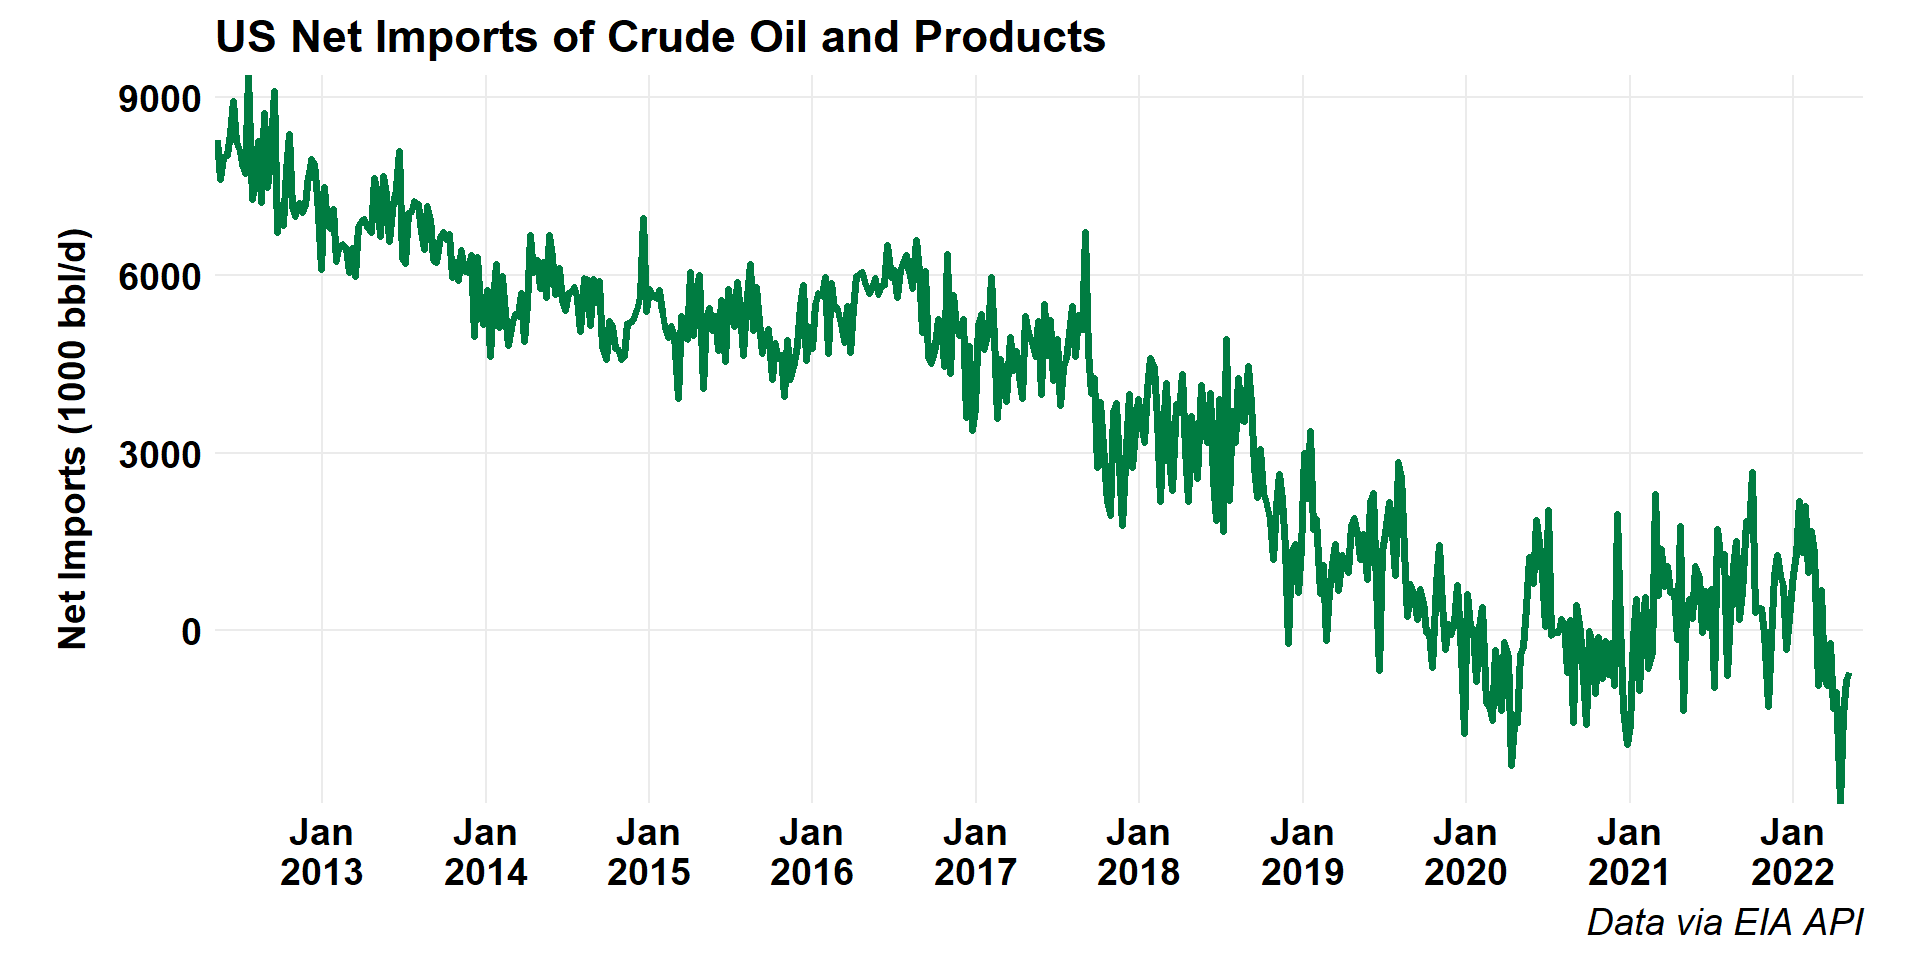 US Net Imports of Crude Oil and Products
Net Imports (1000 bbl/d)
9000
6000
3000
0
Jan Jan Jan Jan Jan Jan Jan Jan Jan Jan
2013 2014 2015 2016 2017 2018 2019 2020 2021 2022
Data via EIA API